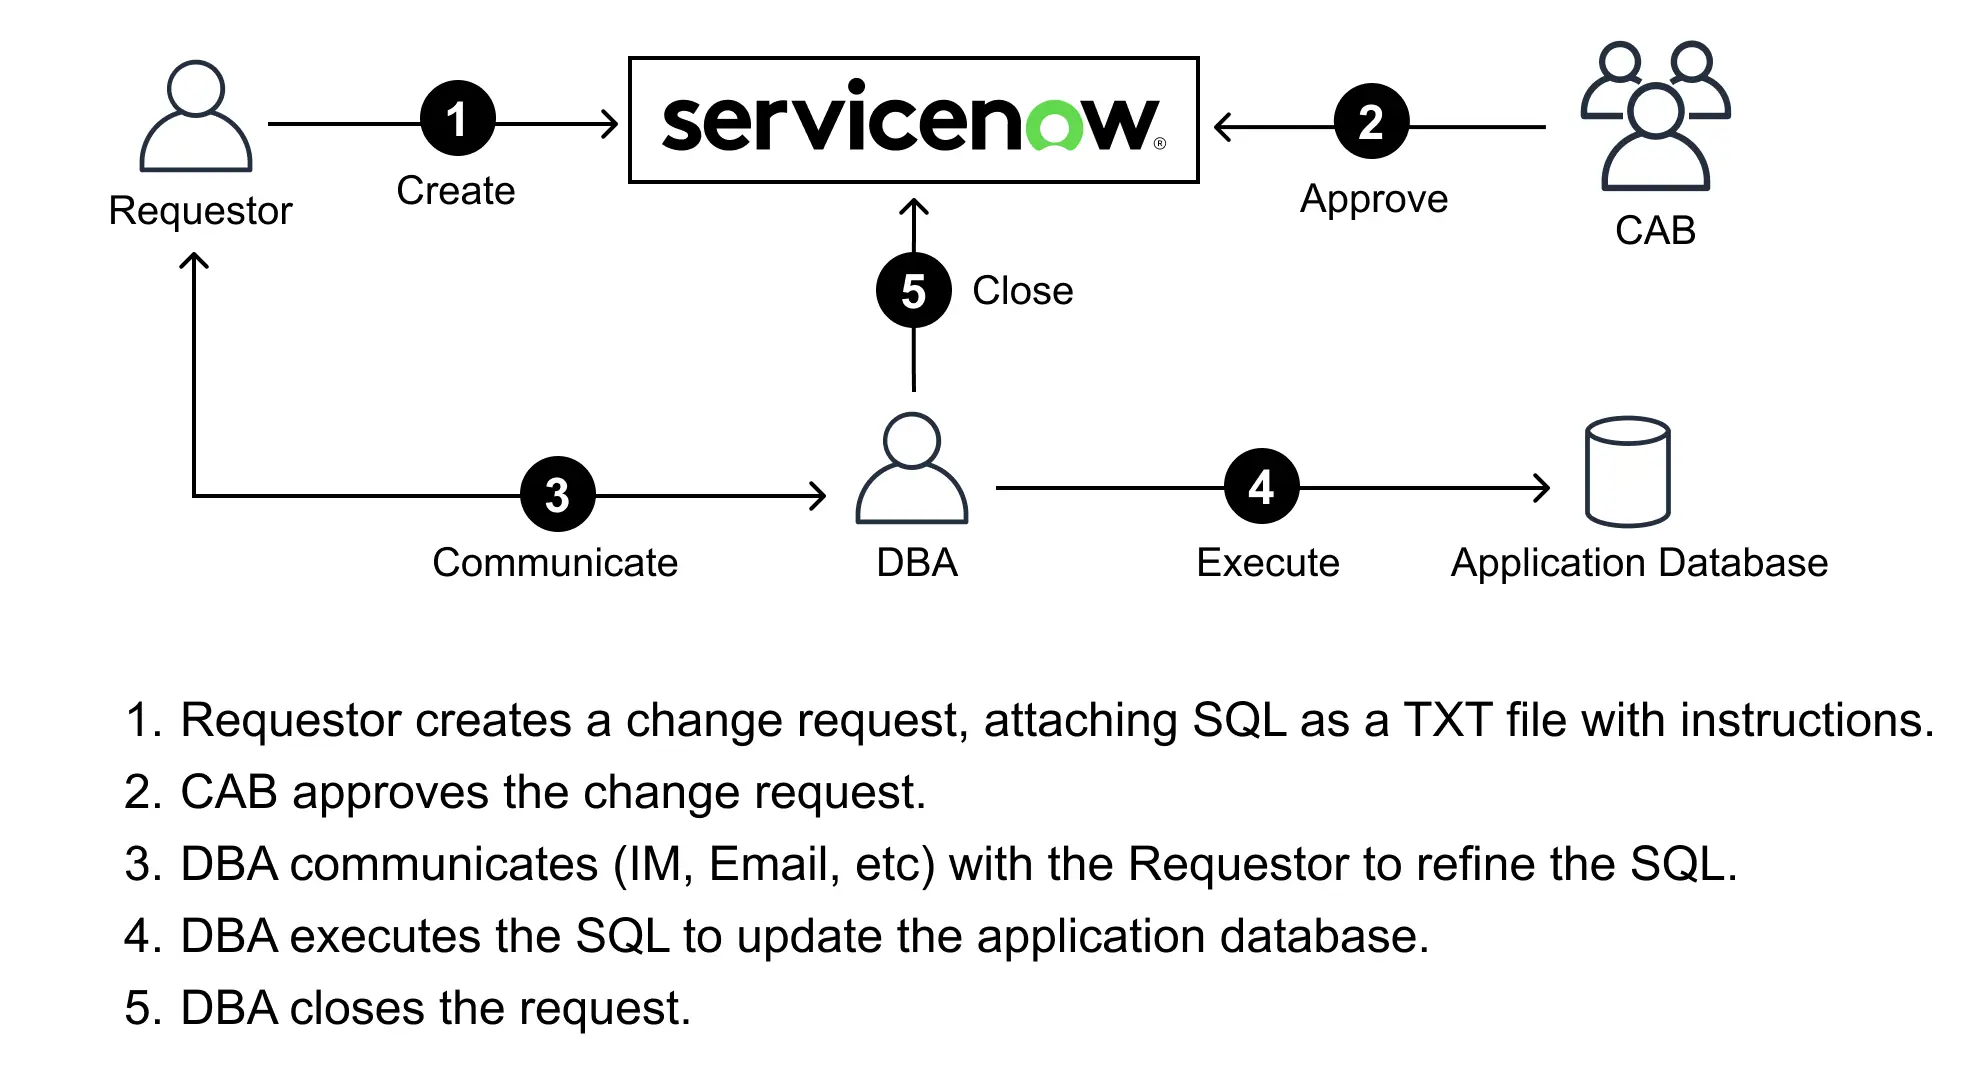 1
servicenow®
2
Create
Approve
Requestor
CAB
5
Close
3
4
Communicate
DBA
Execute
Application Database
1. Requestor creates a change request, attaching SQL as a TXT file with instructions.
2. CAB approves the change request.
3. DBA communicates (IM, Email, etc) with the Requestor to refine the SQL.
4. DBA executes the SQL to update the application database.
5. DBA closes the request.